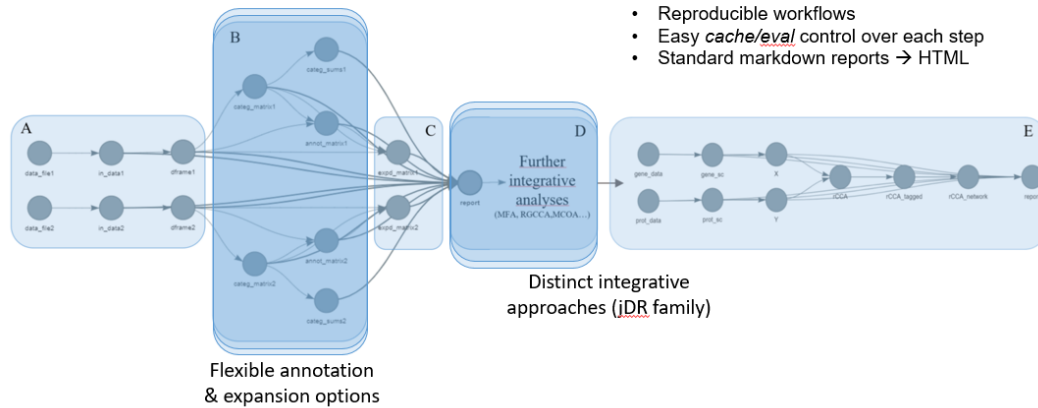 • Reproducible workflows
• Easy cache/eval control over each step
• Standard markdown reports → HTML
A
data_file1
in_data1
dframe1
data_file2
in_data2
dframe2
B
categ_sums1
categ_matrix1
annot_matrix1
annot_matrix2
categ_matrix2
categ_sums2
C
expd_matrix1
expd_matrix2
D
report
Further
integrative
analyses
(MFA, RGCCA,MCOA…)
E
gene_data
gene_sc
X
prot_data
prot_sc
Y
rCCA
rCCA_tagged
rCCA_network
report
Distinct integrative
approaches (jDR family)
Flexible annotation
& expansion options